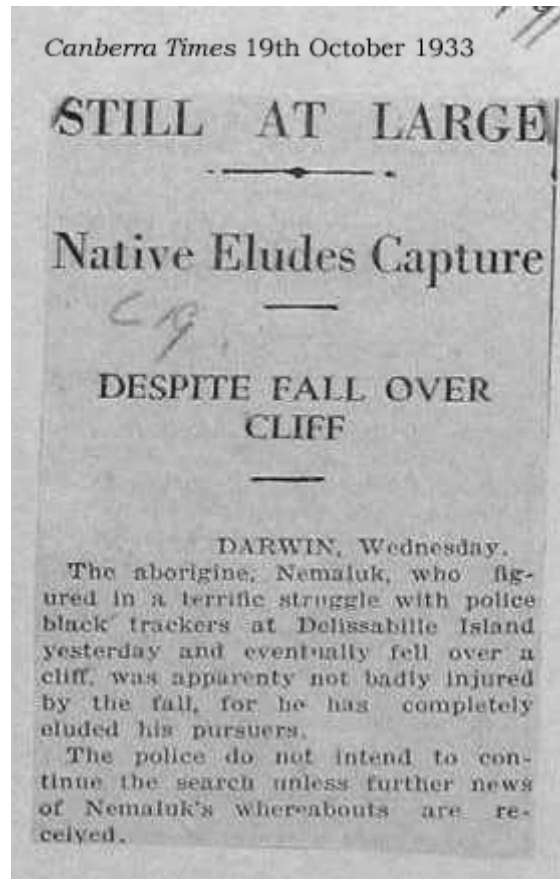 Canberra Times 19th October 1933
STILL AT LARGE
Native Eludes Capture
DESPITE FALL OVER
CLIFF
DARWIN, Wednesday.
The aborigine, Nemaluk, who fig-
ured in a terrific struggle with police
black trackers at Delissabille Island
yesterday and eventually fell over a
cliff, was apparenty not badly injured
by the fall, for he has completely
eluded his pursuers.
The police do not intend to con-
tinue the search unless further news
of Nemaluk's whereabouts are re-
ceived.